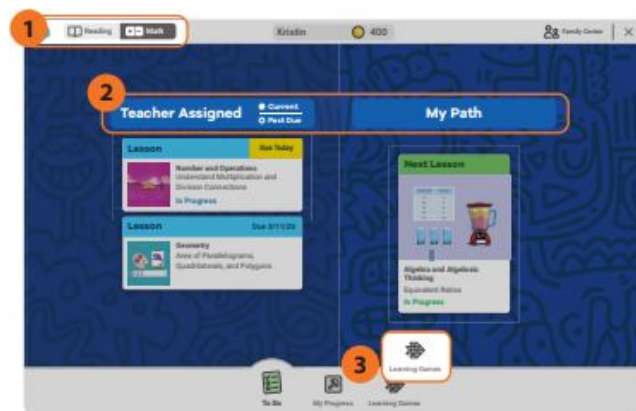 1
Reading
Math
Kristin
400
Family Center
2
Teacher Assigned
Current
Past Due
My Path
Lesson
Due Today
Number and Operations
Understand Multiplication and
Division Connections
In Progress
Lesson
Geometry
Area of Parallelograms,
Quadrilaterals, and Polygons
Next Lesson
Algebra and Algebraic
Thinking
Equivalent Ratios
In Progress
3
Learning Games
To Do
My Progress
Learning Games